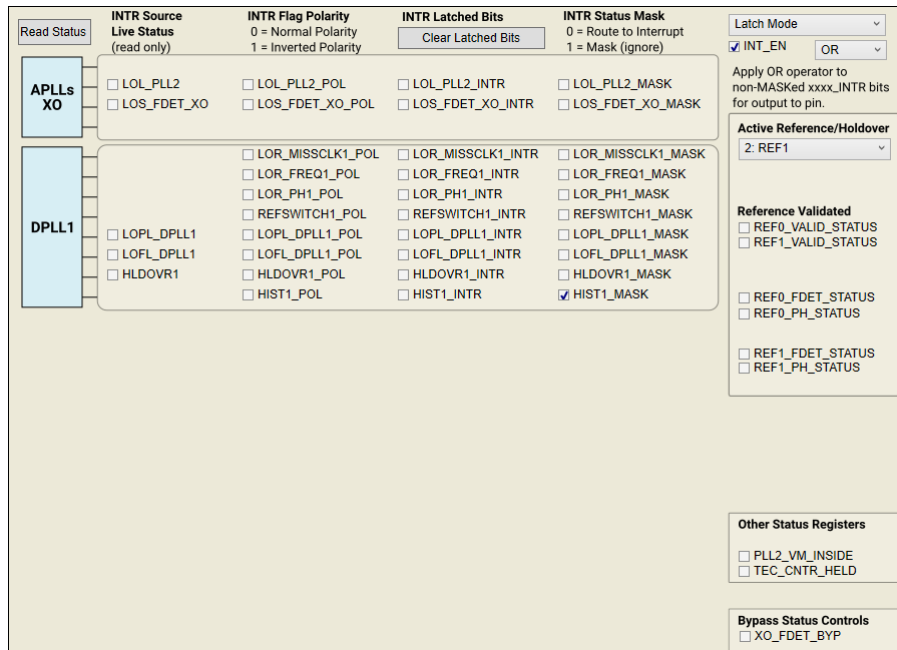 Read Status
INTR Source
Live Status
(read only)
INTR Flag Polarity
0 = Normal Polarity
1 = Inverted Polarity
INTR Latched Bits
Clear Latched Bits
INTR Status Mask
0 = Route to Interrupt
1 = Mask (ignore)
Latch Mode
INT_EN OR
Apply OR operator to
non-MASKed xxxx_INTR bits
for output to pin.
APLLs
XO
LOL_PLL2 LOL_PLL2_POL LOL_PLL2_INTR LOL_PLL2_MASK
LOS_FDET_XO LOS_FDET_XO_POL LOS_FDET_XO_INTR LOS_FDET_XO_MASK
DPLL1
LOR_MISSCLK1_POL LOR_MISSCLK1_INTR LOR_MISSCLK1_MASK
LOR_FREQ1_POL LOR_FREQ1_INTR LOR_FREQ1_MASK
LOR_PH1_POL LOR_PH1_INTR LOR_PH1_MASK
REFSWITCH1_POL REFSWITCH1_INTR REFSWITCH1_MASK
LOPL_DPLL1 LOPL_DPLL1_POL LOPL_DPLL1_INTR LOPL_DPLL1_MASK
LOFL_DPLL1 LOFL_DPLL1_POL LOFL_DPLL1_INTR LOFL_DPLL1_MASK
HLDOVR1 HLDOVR1_POL HLDOVR1_INTR HLDOVR1_MASK
HIST1_POL HIST1_INTR HIST1_MASK
Active Reference/Holdover
2: REF1
Reference Validated
REF0_VALID_STATUS
REF1_VALID_STATUS
REF0_FDET_STATUS
REF0_PH_STATUS
REF1_FDET_STATUS
REF1_PH_STATUS
Other Status Registers
PLL2_VM_INSIDE
TEC_CNTR_HELD
Bypass Status Controls
XO_FDET_BYP